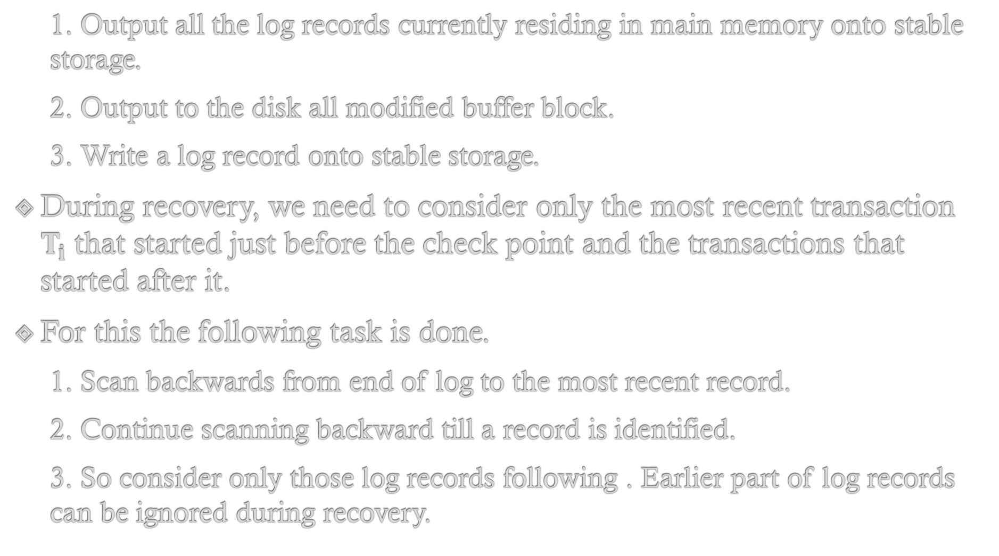 1. Output all the log records currently residing in main memory onto stable
storage.
2. Output to the disk all modified buffer block.
3. Write a log record onto stable storage.
❖ During recovery, we need to consider only the most recent transaction
Ti that started just before the check point and the transactions that
started after it.
❖ For this the following task is done.
1. Scan backwards from end of log to the most recent record.
2. Continue scanning backward till a record is identified.
3. So consider only those log records following . Earlier part of log records
can be ignored during recovery.